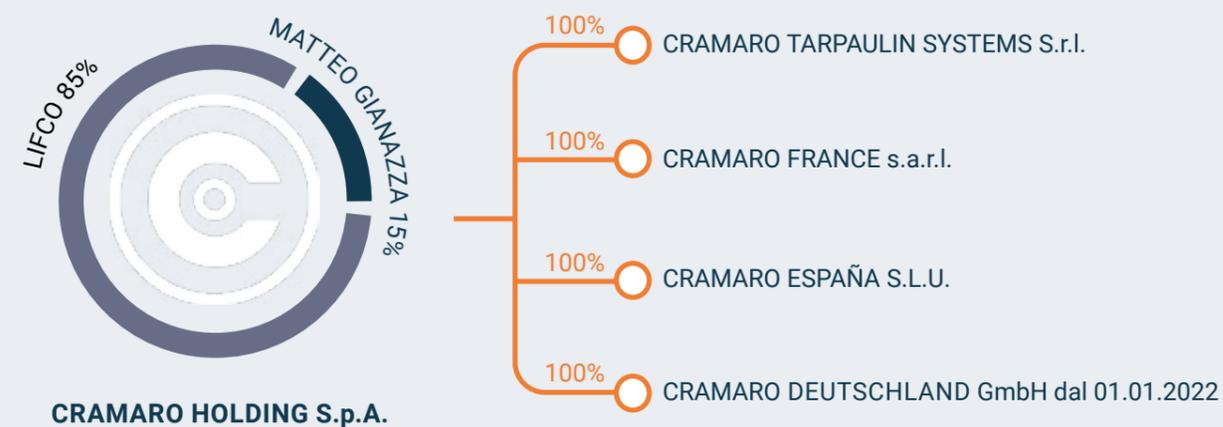 LIFCO 85%
MATTEO GIANAZZA 15%
CRAMARO HOLDING S.p.A.
100%
CRAMARO TARPAULIN SYSTEMS S.r.l.
100%
CRAMARO FRANCE s.a.r.l.
100%
CRAMARO ESPAÑA S.L.U.
100%
CRAMARO DEUTSCHLAND GmbH dal 01.01.2022